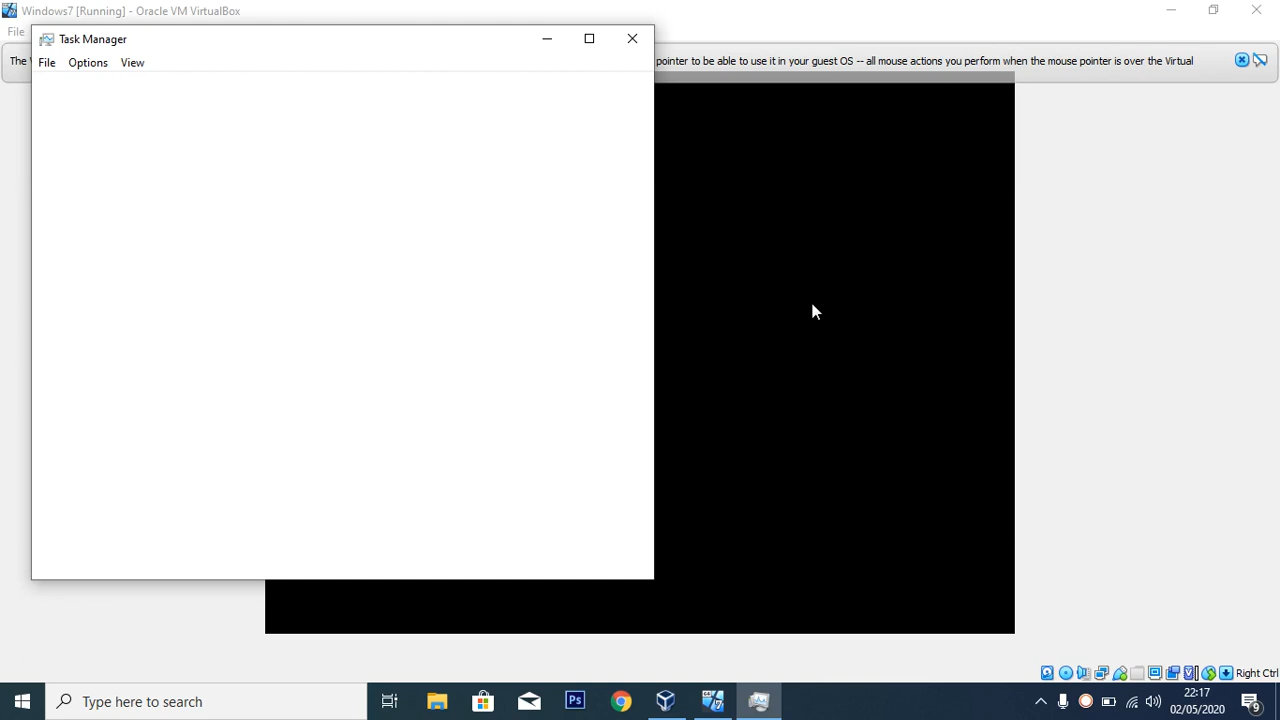 Windows7 [Running] - Oracle VM VirtualBox
File
Task Manager
The
pointer to be able to use it in your guest OS -- all mouse actions you perform when the mouse pointer is over the Virtual
File Options View
Right Ctrl
Type here to search
Ps
7
22:17
02/05/2020
9